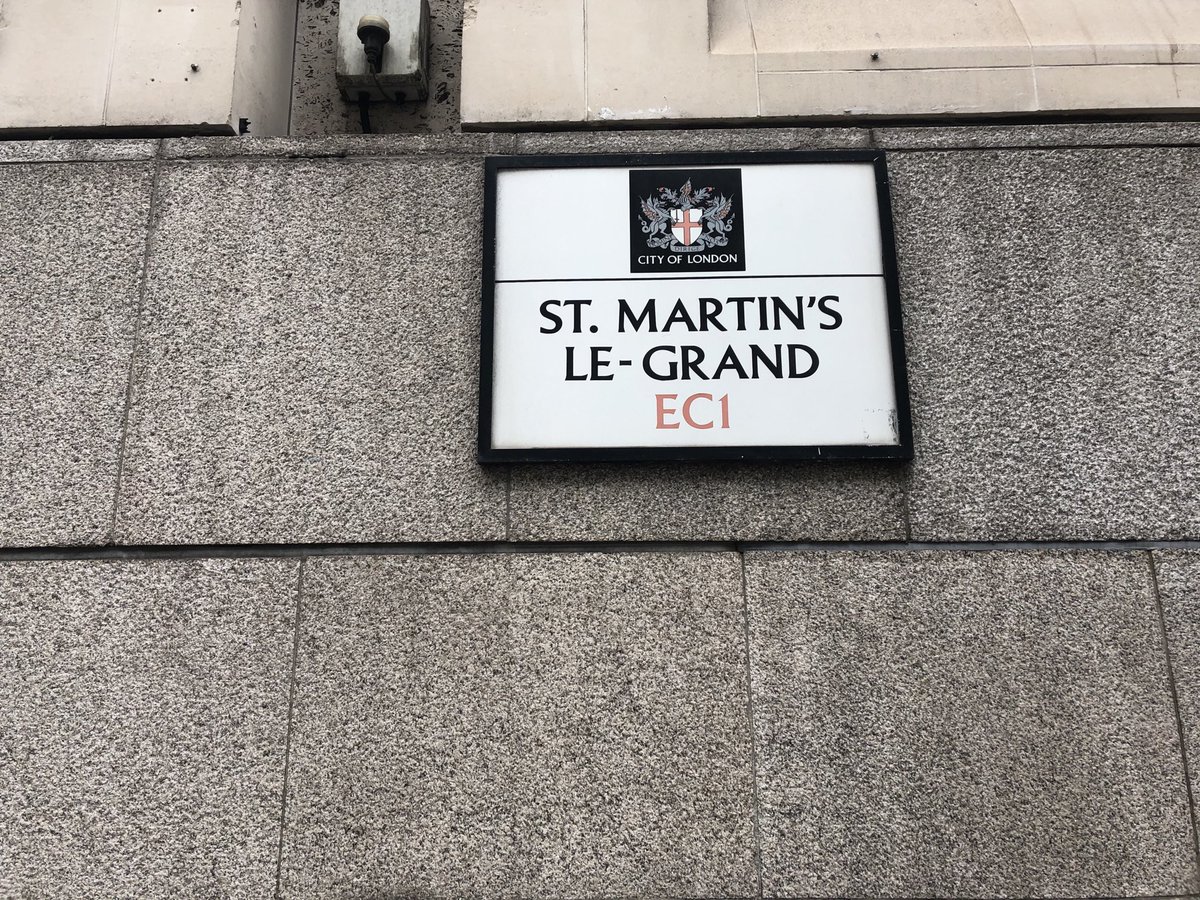 CITY OF LONDON
ST. MARTIN'S
LE-GRAND
EC1